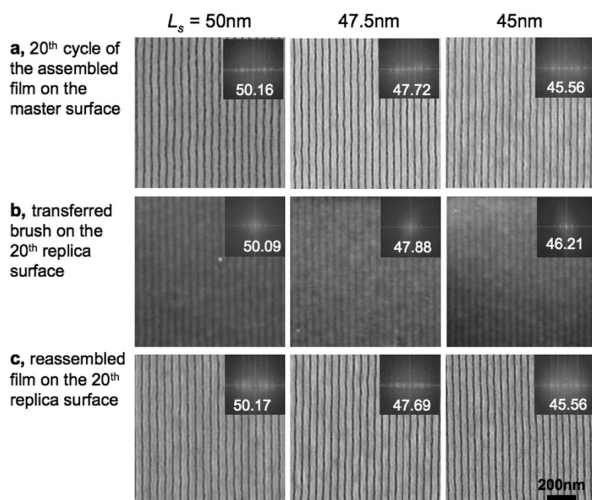 Ls = 50nm 47.5nm 45nm
a, 20th cycle of
the assembled
film on the
master surface
50.16 47.72 45.56
b, transferred
brush on the
20th replica
surface
50.09 47.88 46.21
c, reassembled
film on the 20th
replica surface
50.17 47.69 45.56
200nm